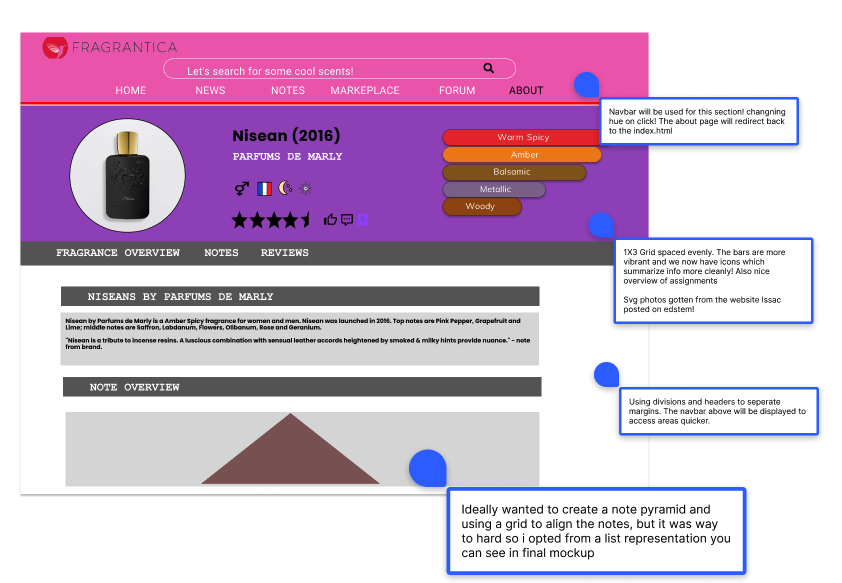 FRAGRANTICA
Let's search for some cool scents!
HOME NEWS NOTES MARKEPLACE FORUM ABOUT
Navbar will be used for this section! changning
hue on click! The about page will redirect back
to the index.html
Nisean (2016)
PARFUMS DE MARLY
Warm Spicy
Amber
Balsamic
Metallic
Woody
FRAGRANCE OVERVIEW NOTES REVIEWS
1X3 Grid spaced evenly. The bars are more
vibrant and we now have icons which
summarize info more cleanly! Also nice
overview of assignments
Svg photos gotten from the website Issac
posted on edstem!
NISEANS BY PARFUMS DE MARLY
Nisean by Parfums de Marly is a Amber Spicy fragrance for women and men. Nisean was launched in 2016. Top notes are Pink Pepper, Grapefruit and
Lime; middle notes are Saffron, Labdanum, Flowers, Olibanum, Rose and Geranium.
"Nisean is a tribute to incense resins. A luscious combination with sensual leather accords heightened by smoked & milky hints provide nuance." - note
from brand.
NOTE OVERVIEW
Using divisions and headers to seperate
margins. The navbar above will be displayed to
access areas quicker.
Ideally wanted to create a note pyramid and
using a grid to align the notes, but it was way
to hard so i opted from a list representation you
can see in final mockup